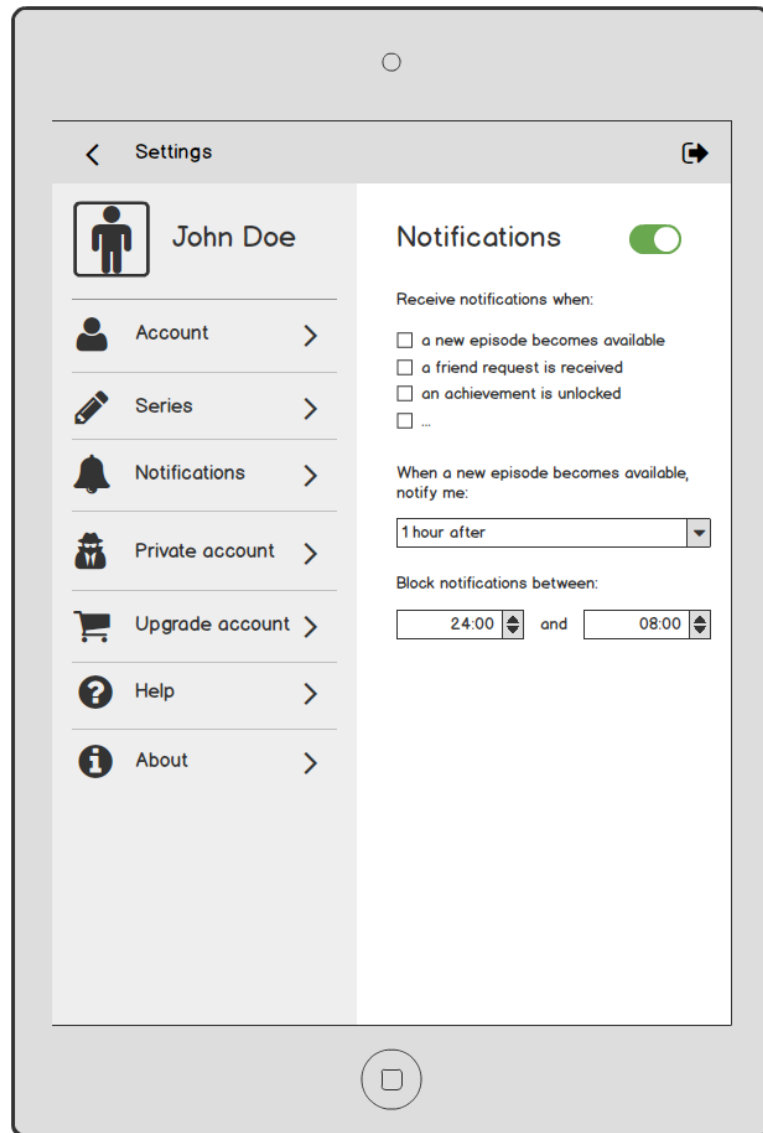 Settings
John Doe
Account
Series
Notifications
Private account
Upgrade account
Help
About
Notifications
Receive notifications when:
a new episode becomes available
a friend request is received
an achievement is unlocked
...
When a new episode becomes available,
notify me:
1 hour after
Block notifications between:
24:00 and 08:00